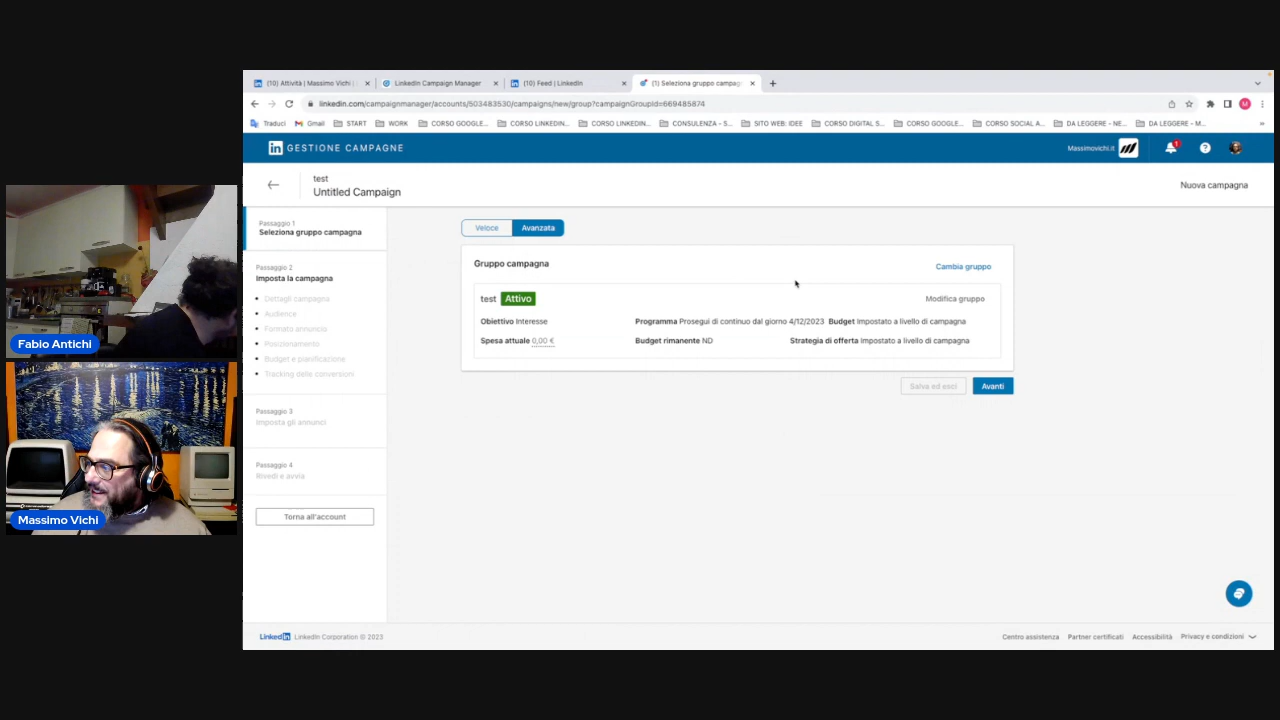 (10) Attività | Massimo Vichi |
LinkedIn Campaign Manager
(10) Feed | LinkedIn
(1) Seleziona gruppo campag
linkedin.com/campaignmanager/accounts/503483530/campaigns/new/group?campaignGroupId=669485874
Traduci
Gmail
START
WORK
CORSO GOOGLE...
CORSO LINKEDIN...
CORSO LINKEDIN...
CONSULENZA - S...
SITO WEB: IDEE
CORSO DIGITAL S...
CORSO GOOGLE...
CORSO SOCIAL A...
DA LEGGERE - NE...
DA LEGGERE - M...
in GESTIONE CAMPAGNE
Massimovichi.it
1
test
Untitled Campaign
Nuova campagna
Passaggio 1
Seleziona gruppo campagna
Passaggio 2
Imposta la campagna
Dettagli campagna
Audience
Formato annuncio
Posizionamento
Budget e pianificazione
Tracking delle conversioni
Passaggio 3
Imposta gli annunci
Passaggio 4
Rivedi e avvia
Torna all'account
Veloce
Avanzata
Gruppo campagna
Cambia gruppo
test Attivo
Modifica gruppo
Obiettivo Interesse
Programma Prosegui di continuo dal giorno 4/12/2023
Budget Impostato a livello di campagna
Spesa attuale 0,00 €
Budget rimanente ND
Strategia di offerta Impostato a livello di campagna
Salva ed esci
Avanti
LinkedIn LinkedIn Corporation © 2023
Centro assistenza
Partner certificati
Accessibilità
Privacy e condizioni
Fabio Antichi
Massimo Vichi